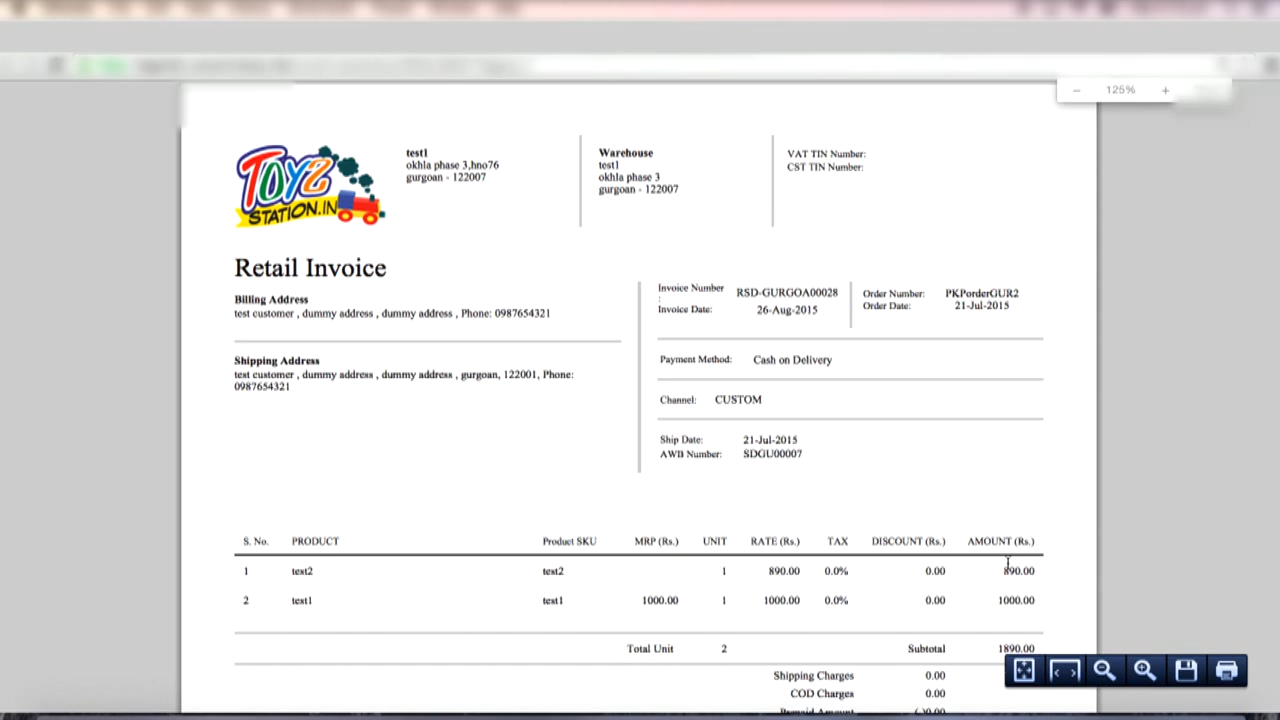 125%
TOYZ
STATION.IN
test1
okhla phase 3,hno76
gurgoan - 122007
Warehouse
test1
okhla phase 3
gurgoan - 122007
VAT TIN Number:
CST TIN Number:
Retail Invoice
Billing Address
test customer , dummy address , dummy address , Phone: 0987654321
Shipping Address
test customer , dummy address , dummy address , gurgoan, 122001, Phone:
0987654321
Invoice Number RSD-GURGOA00028
:
Invoice Date: 26-Aug-2015
Order Number: PKPorderGUR2
Order Date: 21-Jul-2015
Payment Method: Cash on Delivery
Channel: CUSTOM
Ship Date: 21-Jul-2015
AWB Number: SDGU00007
S. No. PRODUCT Product SKU MRP (Rs.) UNIT RATE (Rs.) TAX DISCOUNT (Rs.) AMOUNT (Rs.)
1 text2 text2 1 890.00 0.0% 0.00 890.00
2 text1 text1 1000.00 1 1000.00 0.0% 0.00 1000.00
Total Unit 2 Subtotal 1890.00
Shipping Charges 0.00
COD Charges 0.00